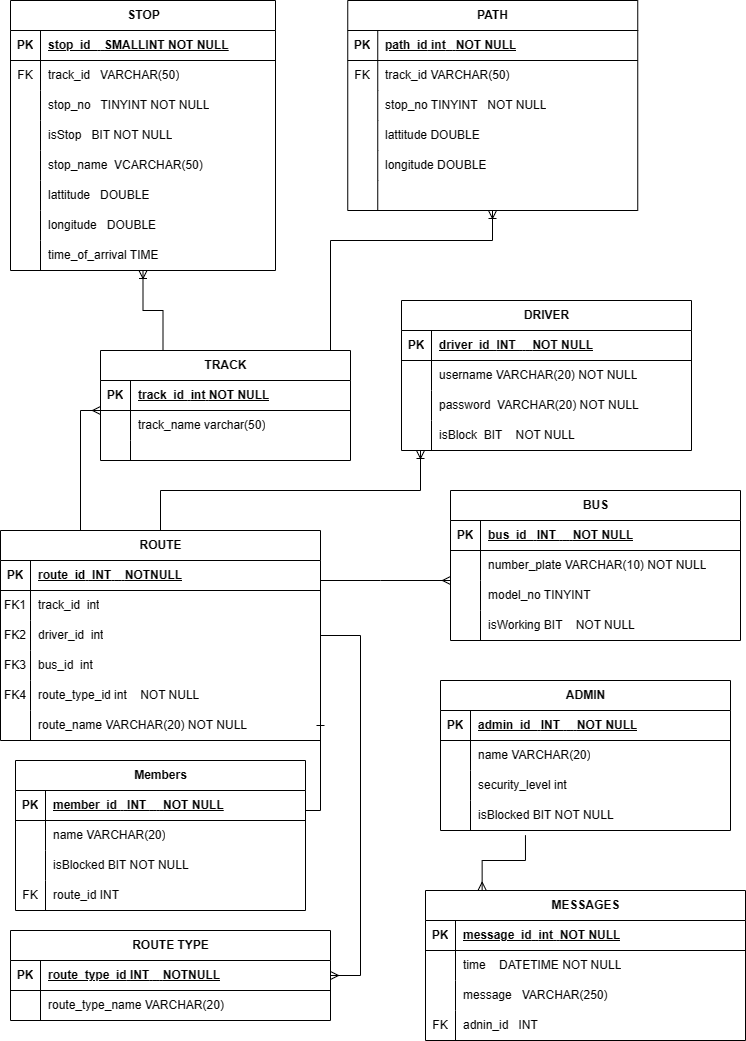 STOP
PK stop_id SMALLINT NOT NULL
FK track_id VARCHAR(50)
stop_no TINYINT NOT NULL
isStop BIT NOT NULL
stop_name VCARCHAR(50)
lattitude DOUBLE
longitude DOUBLE
time_of_arrival TIME
PATH
PK path_id int NOT NULL
FK track_id VARCHAR(50)
stop_no TINYINT NOT NULL
lattitude DOUBLE
longitude DOUBLE
DRIVER
PK driver_id INT NOT NULL
username VARCHAR(20) NOT NULL
password VARCHAR(20) NOT NULL
isBlock BIT NOT NULL
TRACK
PK track_id int NOT NULL
track_name varchar(50)
BUS
PK bus_id INT NOT NULL
number_plate VARCHAR(10) NOT NULL
model_no TINYINT
isWorking BIT NOT NULL
ROUTE
PK route_id INT NOTNULL
FK1 track_id int
FK2 driver_id int
FK3 bus_id int
FK4 route_type_id int NOT NULL
route_name VARCHAR(20) NOT NULL
ADMIN
PK admin_id INT NOT NULL
name VARCHAR(20)
security_level int
isBlocked BIT NOT NULL
Members
PK member_id INT NOT NULL
name VARCHAR(20)
isBlocked BIT NOT NULL
FK route_id INT
MESSAGES
PK message_id int NOT NULL
time DATETIME NOT NULL
message VARCHAR(250)
FK adnin_id INT
ROUTE TYPE
PK route_type_id INT NOTNULL
route_type_name VARCHAR(20)